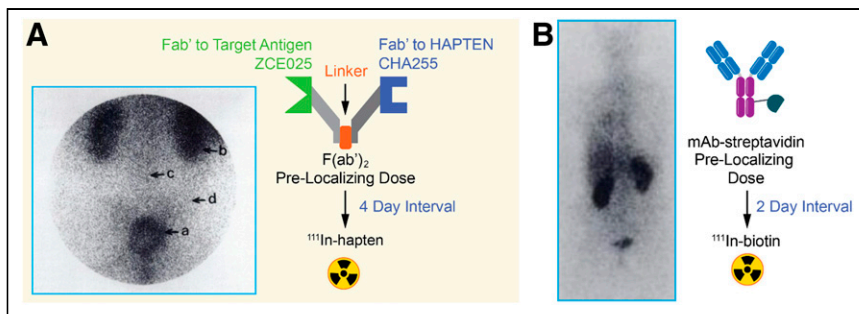 A
Fab' to Target Antigen
ZCE025
Fab' to HAPTEN
CHA255
Linker
b
c
d
a
F(ab')₂
Pre-Localizing Dose
4 Day Interval
¹¹¹In-hapten
B
mAb-streptavidin
Pre-Localizing
Dose
2 Day Interval
¹¹¹In-biotin